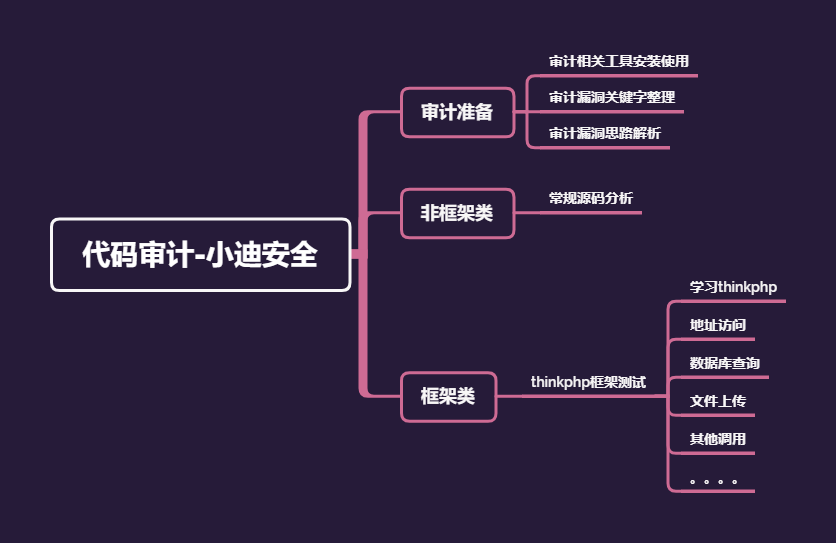 代码审计-小迪安全
审计准备
审计相关工具安装使用
审计漏洞关键字整理
审计漏洞思路解析
非框架类
常规源码分析
框架类
thinkphp框架测试
学习thinkphp
地址访问
数据库查询
文件上传
其他调用
。。。。